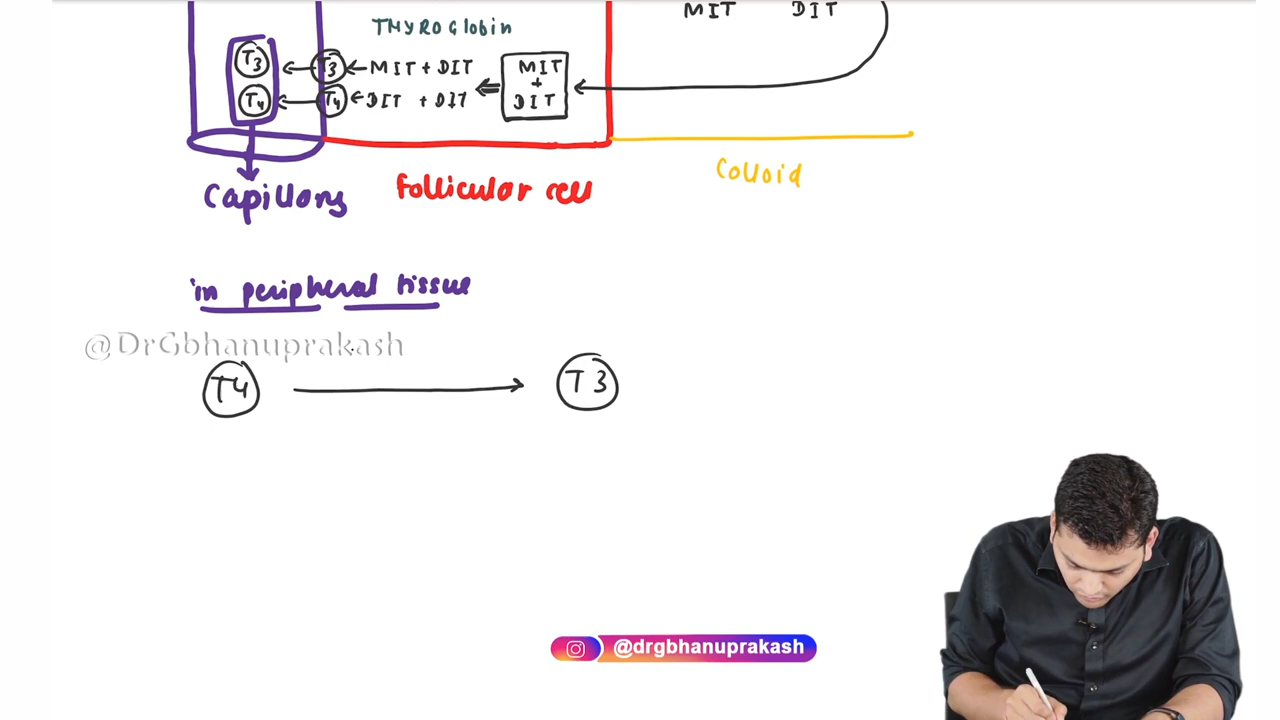 MIT DIT
THYROGlobin
T3 T3 MIT + DIT MIT
+
T4 T4 DIT + DIT DIT
Capillary Follicular cell Colloid
in peripheral tissue
@DrGbhanuprakash
T4 T3
@drgbhanuprakash